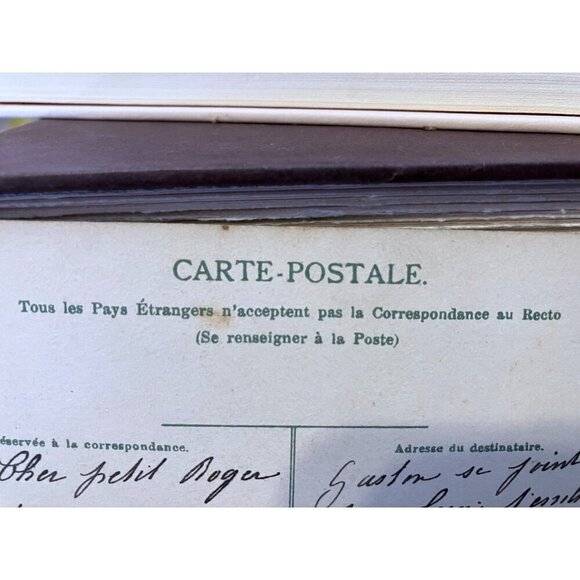 CARTE-POSTALE.
Tous les Pays Étrangers n'acceptent pas la Correspondance au Recto
(Se renseigner à la Poste)
éservée à la correspondance.
Adresse du destinataire.
Cher petit Roger
Gaston se joint